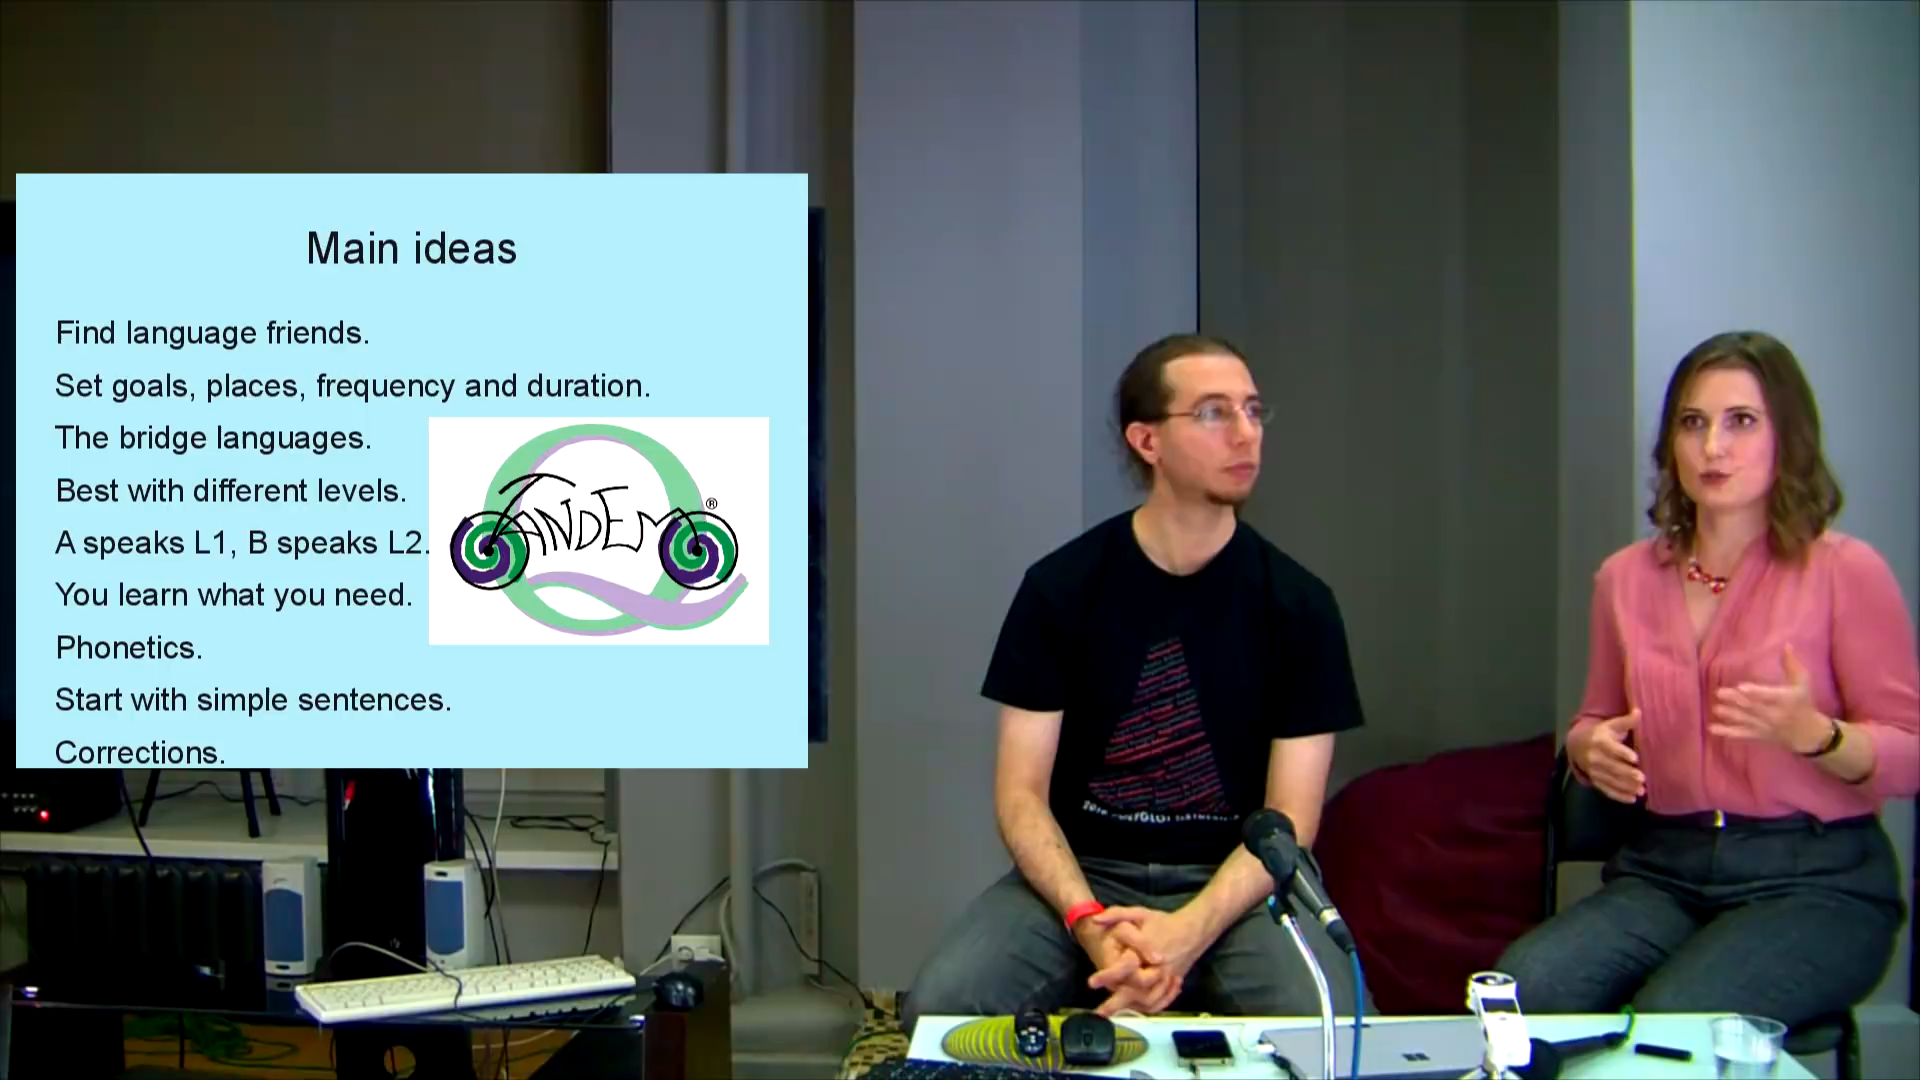 Main ideas
Find language friends.
Set goals, places, frequency and duration.
The bridge languages.
Best with different levels.
TANDEM ®
A speaks L1, B speaks L2.
You learn what you need.
Phonetics.
Start with simple sentences.
Corrections.